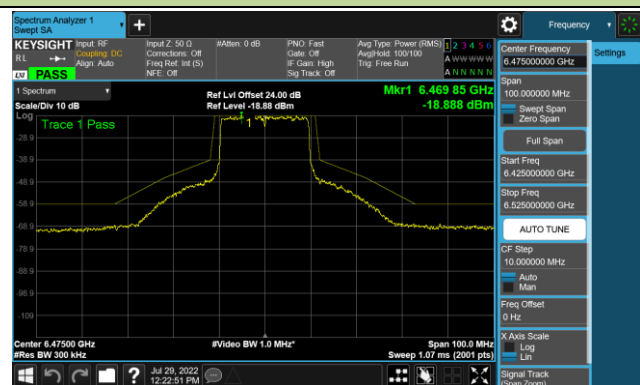 Spectrum Analyzer 1
Swept SA
Frequency
KEYSIGHT
RL
LV PASS
Input: RF
Coupling: DC
Align: Auto
Input Z: 50 Ω
Corrections: Off
Freq Ref: Int (S)
NFE: Off
#Atten: 0 dB
PNO: Fast
Gate: Off
IF Gain: High
Sig Track: Off
Avg Type: Power (RMS)
Avg|Hold: 100/100
Trig: Free Run
1 2 3 4 5 6
A W W W W W
A N N N N N
1 Spectrum
Scale/Div 10 dB
Ref Lvl Offset 24.00 dB
Ref Level -18.88 dBm
Mkr1 6.469 85 GHz
-18.888 dBm
Log
Trace 1 Pass
1
-28.9
-38.9
-48.9
-58.9
-68.9
-78.9
-88.9
-98.9
-109
Center 6.47500 GHz
#Res BW 300 kHz
#Video BW 1.0 MHz*
Span 100.0 MHz
Sweep 1.07 ms (2001 pts)
Jul 29, 2022
12:22:51 PM
Center Frequency
6.475000000 GHz
Span
100.000000 MHz
Swept Span
Zero Span
Full Span
Start Freq
6.425000000 GHz
Stop Freq
6.525000000 GHz
AUTO TUNE
CF Step
10.000000 MHz
Auto
Man
Freq Offset
0 Hz
X Axis Scale
Log
Lin
Signal Track
(Span Zoom)
Settings